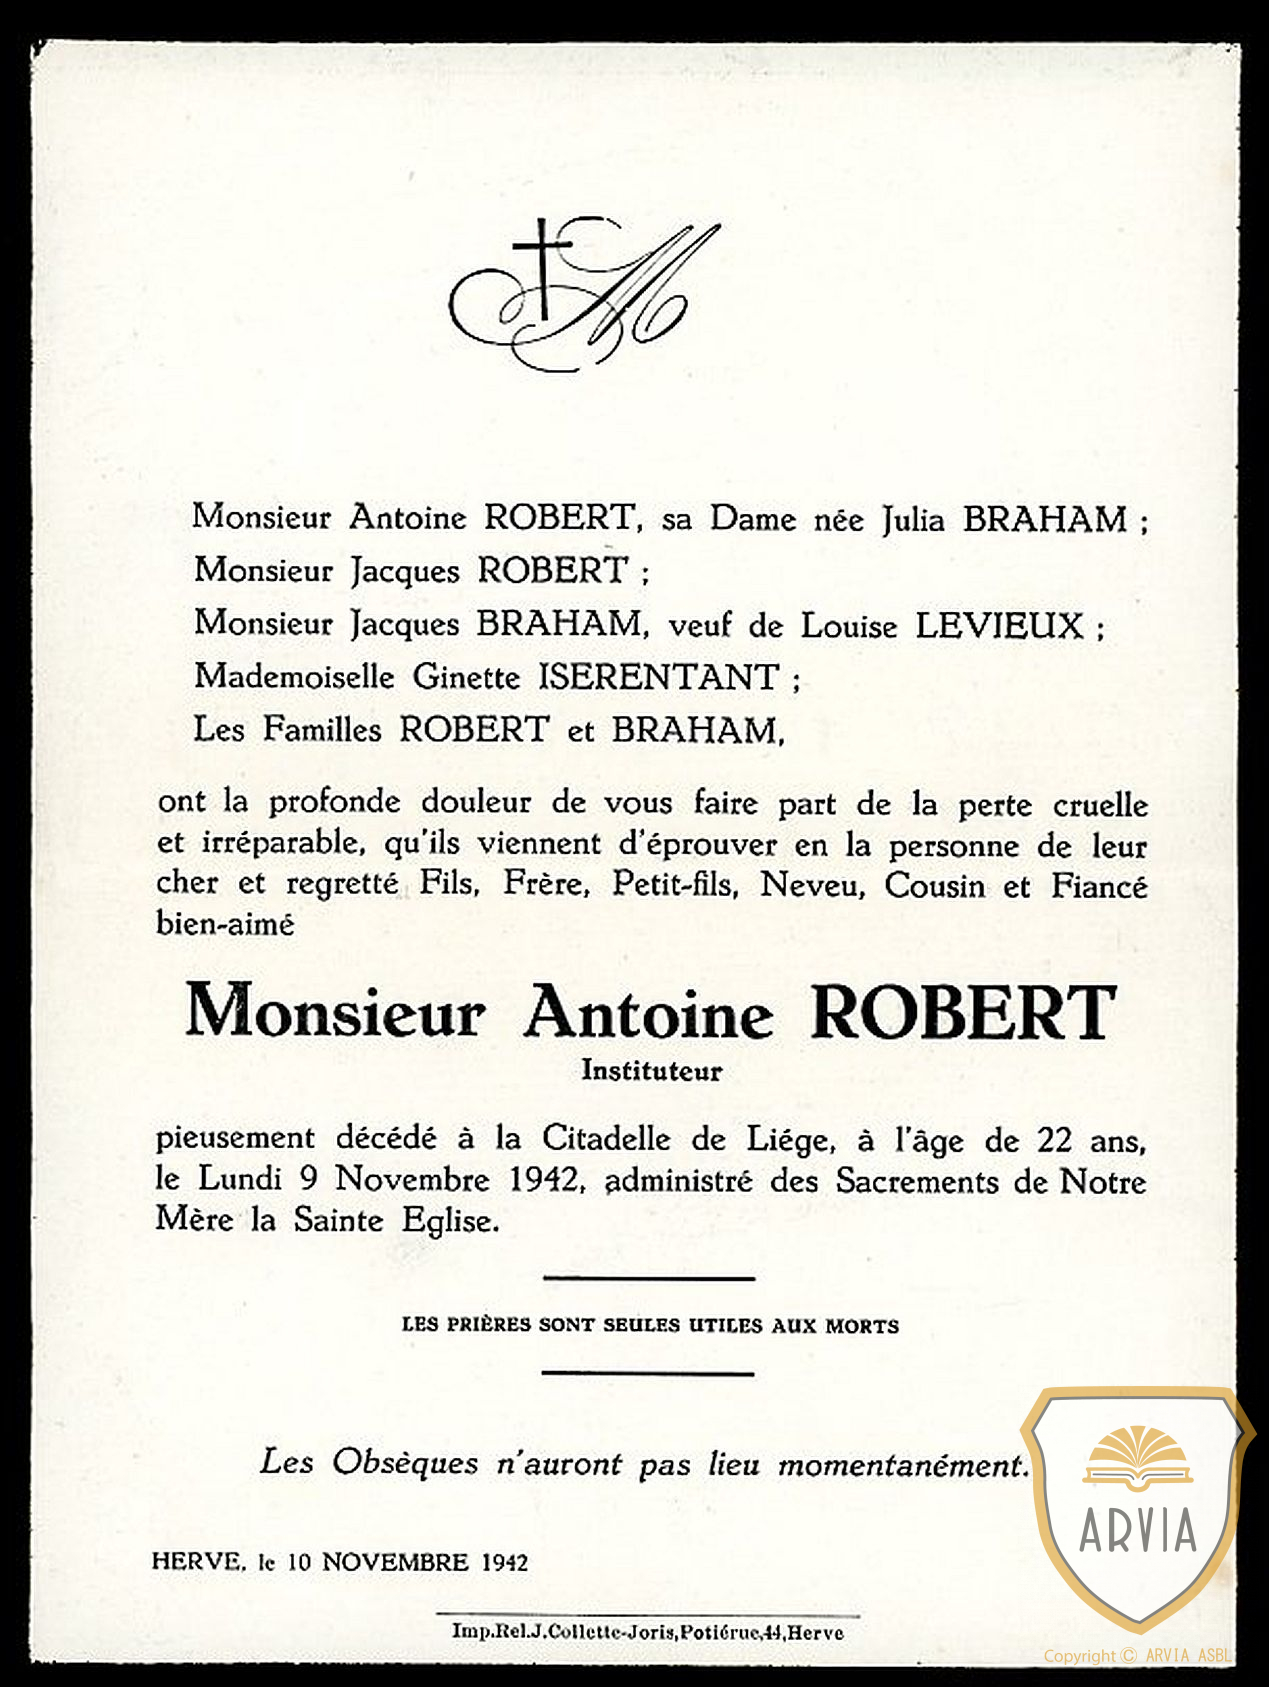 M
Monsieur Antoine ROBERT, sa Dame née Julia BRAHAM ;
Monsieur Jacques ROBERT ;
Monsieur Jacques BRAHAM, veuf de Louise LEVIEUX ;
Mademoiselle Ginette ISERENTANT ;
Les Familles ROBERT et BRAHAM,
ont la profonde douleur de vous faire part de la perte cruelle
et irréparable, qu'ils viennent d'éprouver en la personne de leur
cher et regretté Fils, Frère, Petit-fils, Neveu, Cousin et Fiancé
bien-aimé
Monsieur Antoine ROBERT
Instituteur
pieusement décédé à la Citadelle de Liége, à l'âge de 22 ans,
le Lundi 9 Novembre 1942, administré des Sacrements de Notre
Mère la Sainte Eglise.
LES PRIÈRES SONT SEULES UTILES AUX MORTS
Les Obsèques n'auront pas lieu momentanément.
HERVE, le 10 NOVEMBRE 1942
Imp.Rel.J.Collette-Joris,Potiérue,44,Herve
ARVIA
Copyright © ARVIA ASBL